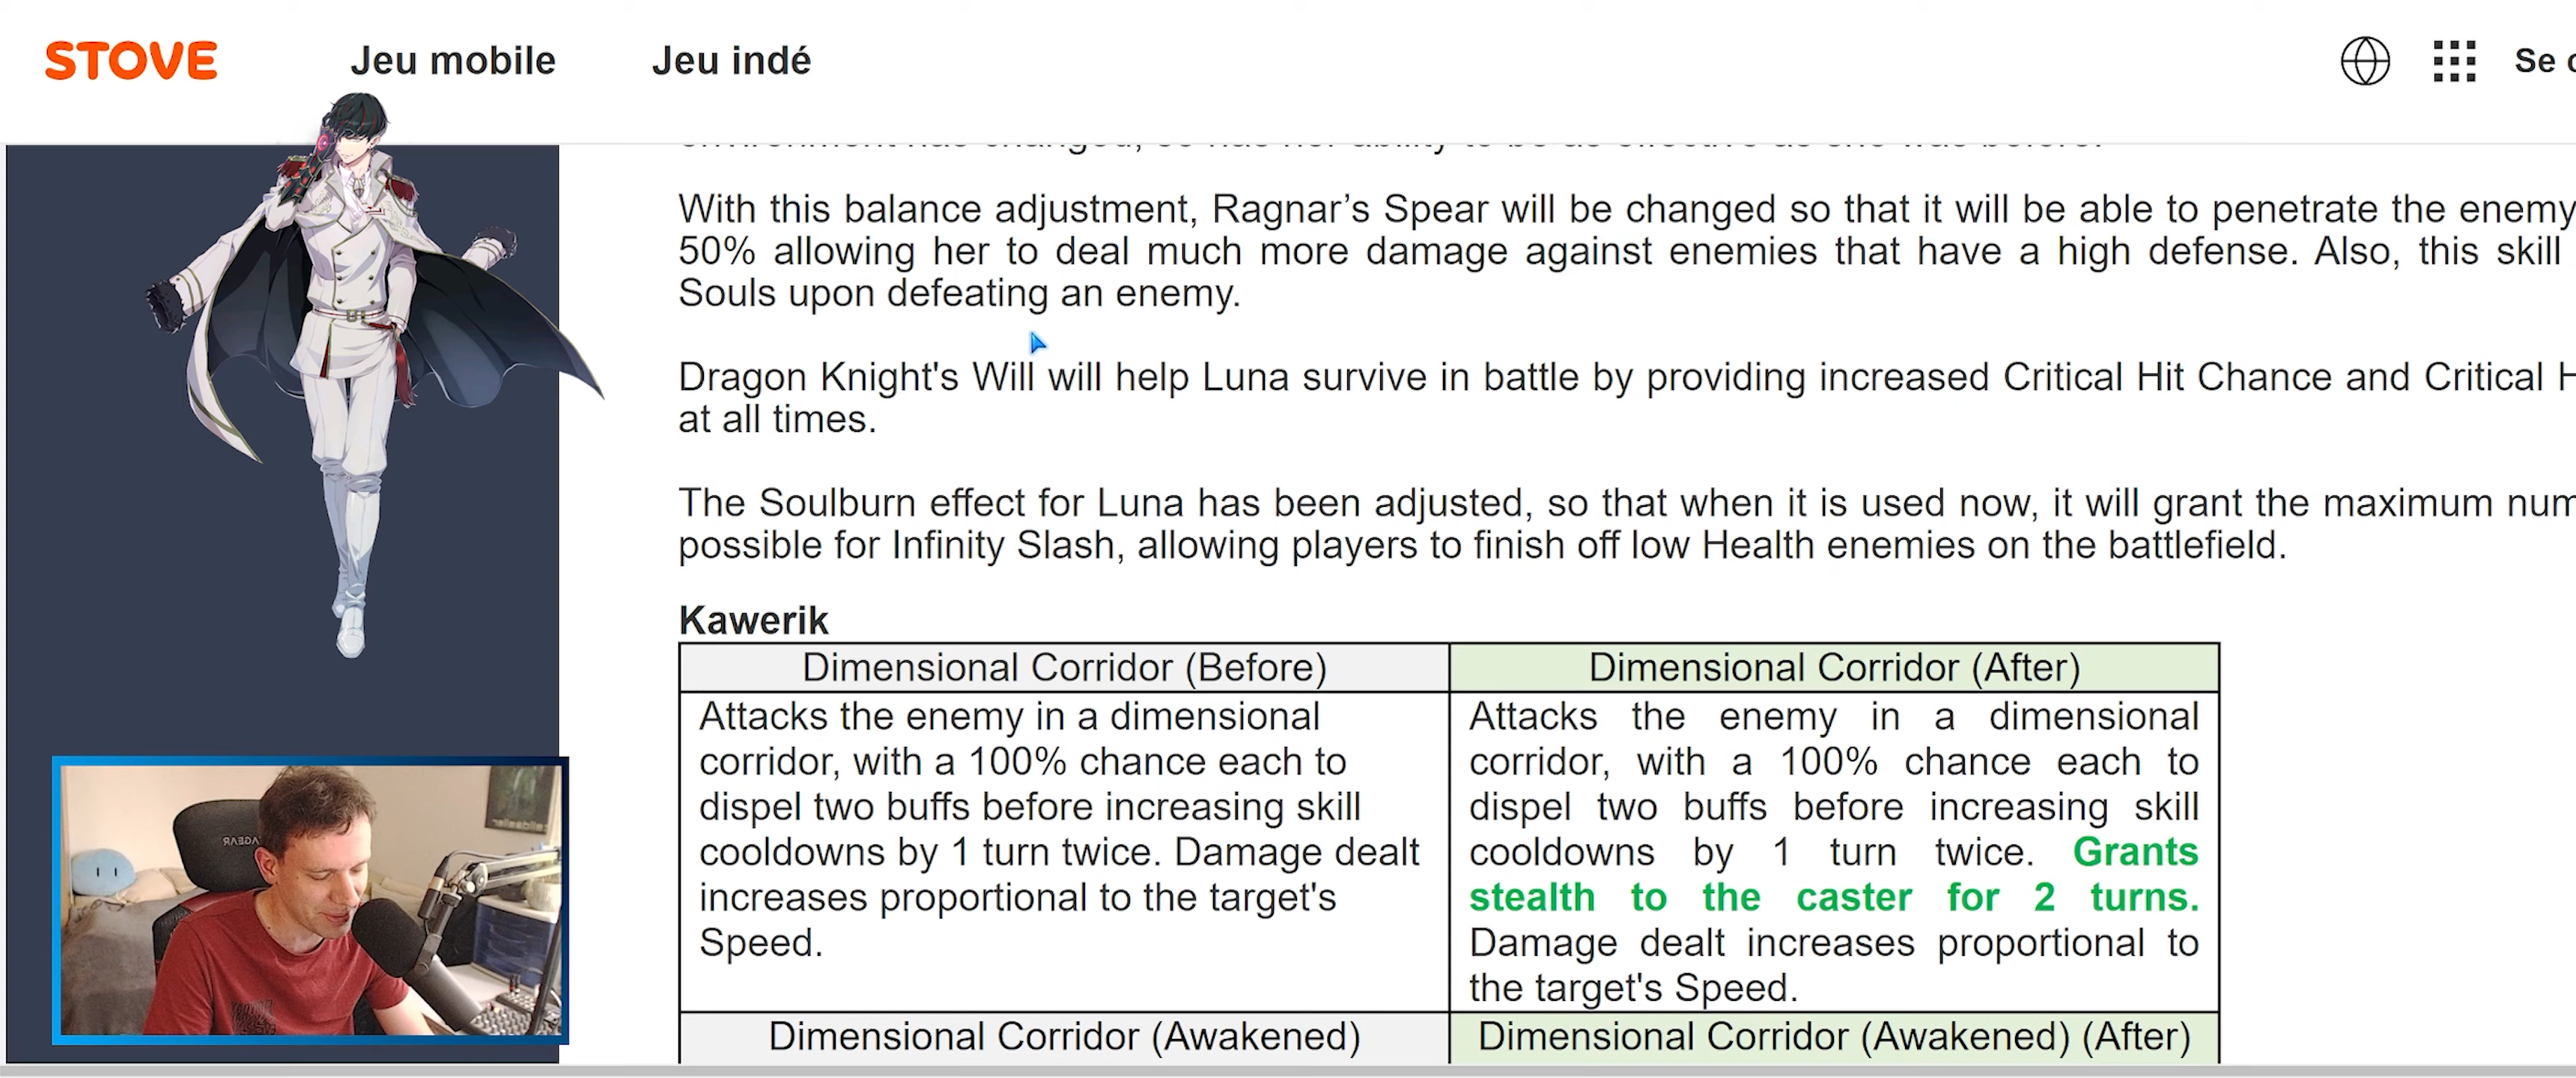 STOVE
Jeu mobile
Jeu indé
Se
With this balance adjustment, Ragnar’s Spear will be changed so that it will be able to penetrate the enemy
50% allowing her to deal much more damage against enemies that have a high defense. Also, this skill
Souls upon defeating an enemy.
Dragon Knight's Will will help Luna survive in battle by providing increased Critical Hit Chance and Critical
at all times.
The Soulburn effect for Luna has been adjusted, so that when it is used now, it will grant the maximum
possible for Infinity Slash, allowing players to finish off low Health enemies on the battlefield.
Kawerik
Dimensional Corridor (Before)
Attacks the enemy in a dimensional
corridor, with a 100% chance each to
dispel two buffs before increasing skill
cooldowns by 1 turn twice. Damage dealt
increases proportional to the target's
Speed.
Dimensional Corridor (After)
Attacks the enemy in a dimensional
corridor, with a 100% chance each to
dispel two buffs before increasing skill
cooldowns by 1 turn twice. Grants
stealth to the caster for 2 turns.
Damage dealt increases proportional to
the target's Speed.
Dimensional Corridor (Awakened)
Dimensional Corridor (Awakened) (After)